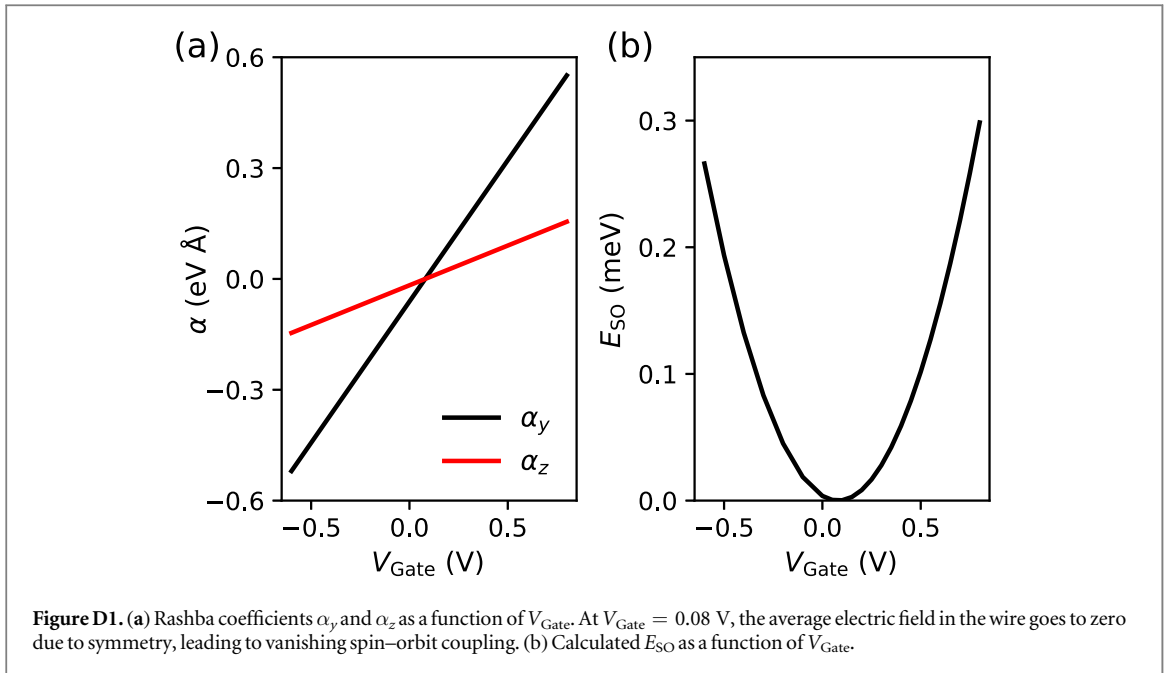 (a)
(b)
0.6
0.3
0.0
−0.3
−0.6
α (eV Å)
α_y
α_z
−0.5 0.0 0.5
V_Gate (V)
0.3
0.2
0.1
0.0
E_SO (meV)
−0.5 0.0 0.5
V_Gate (V)
Figure D1. (a) Rashba coefficients α_y and α_z as a function of V_Gate. At V_Gate = 0.08 V, the average electric field in the wire goes to zero
due to symmetry, leading to vanishing spin–orbit coupling. (b) Calculated E_SO as a function of V_Gate.